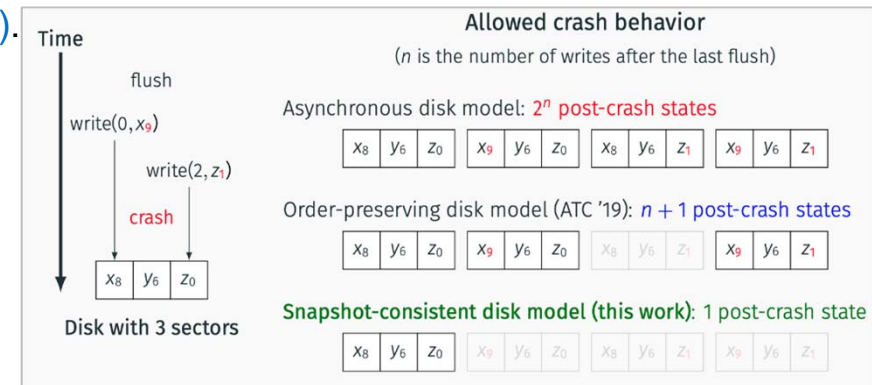 ).
Time
flush
write(0, x₉)
write(2, z₁)
crash
x₈ y₆ z₀
Disk with 3 sectors
Allowed crash behavior
(n is the number of writes after the last flush)
Asynchronous disk model: 2ⁿ post-crash states
x₈ y₆ z₀ x₉ y₆ z₀ x₈ y₆ z₁ x₉ y₆ z₁
Order-preserving disk model (ATC '19): n + 1 post-crash states
x₈ y₆ z₀ x₉ y₆ z₀ x₈ y₆ z₁ x₉ y₆ z₁
Snapshot-consistent disk model (this work): 1 post-crash state
x₈ y₆ z₀ x₉ y₆ z₀ x₈ y₆ z₁ x₉ y₆ z₁